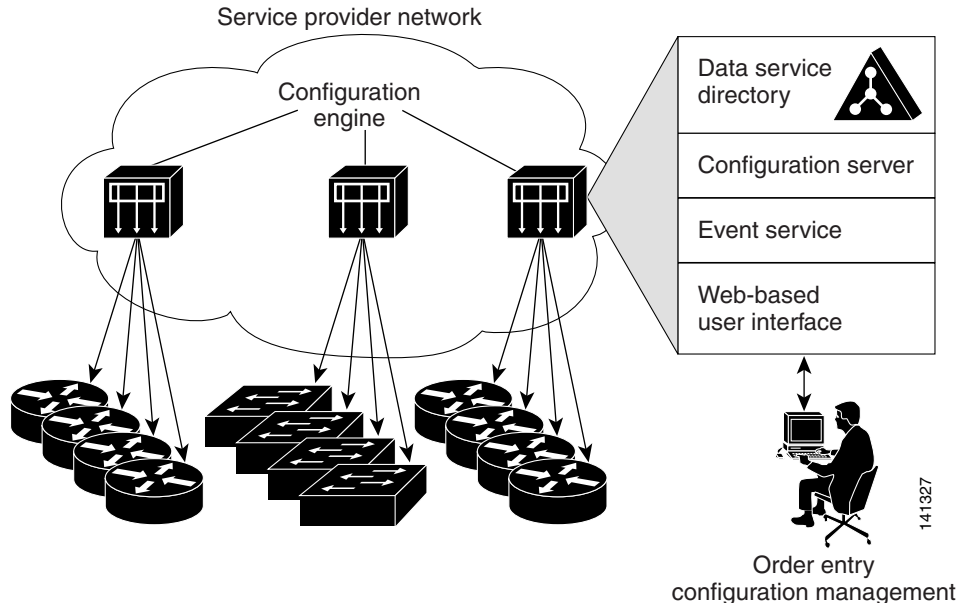 Service provider network
Configuration
engine
Data service
directory
Configuration server
Event service
Web-based
user interface
141327
Order entry
configuration management